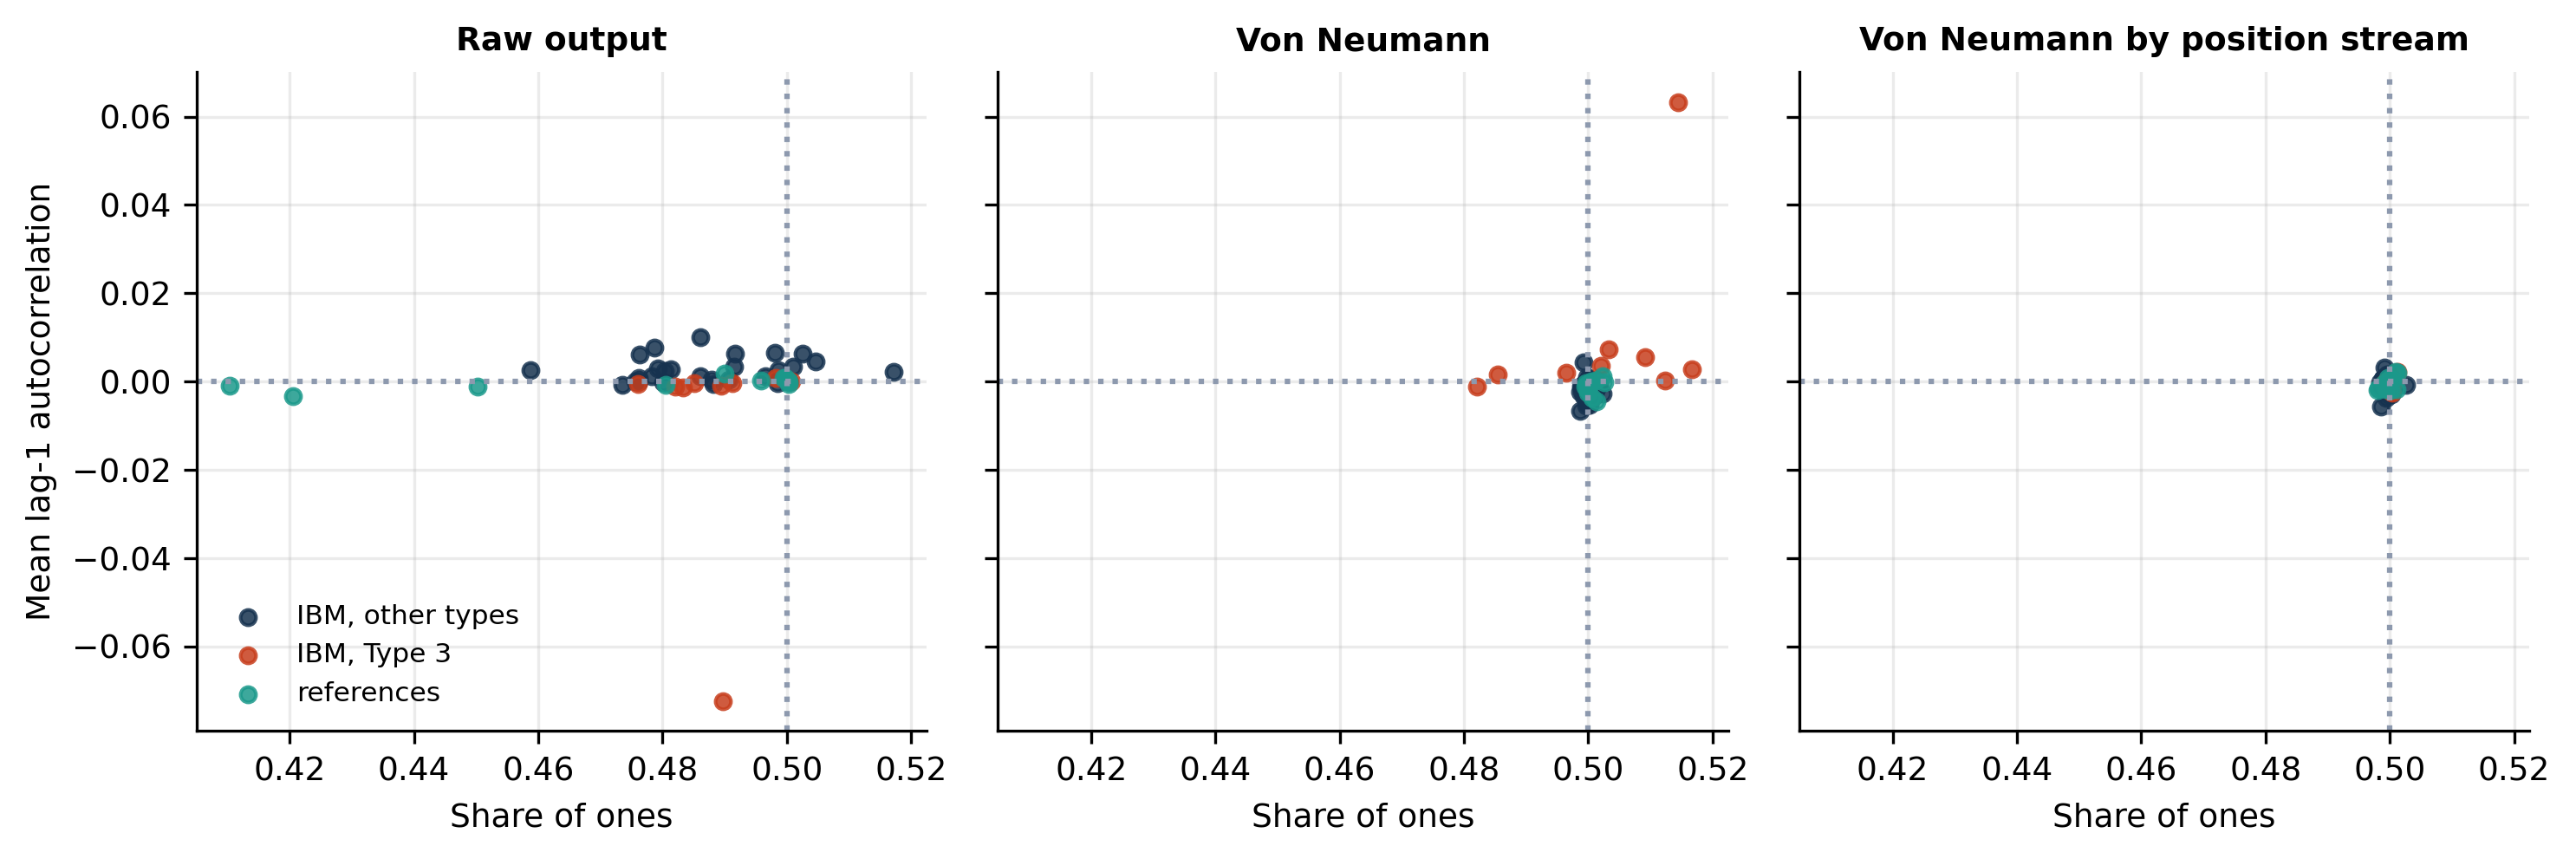 Raw output
Von Neumann
Von Neumann by position stream
Mean lag-1 autocorrelation
0.06
0.04
0.02
0.00
−0.02
−0.04
−0.06
IBM, other types
IBM, Type 3
references
0.42 0.44 0.46 0.48 0.50 0.52
0.42 0.44 0.46 0.48 0.50 0.52
0.42 0.44 0.46 0.48 0.50 0.52
Share of ones
Share of ones
Share of ones